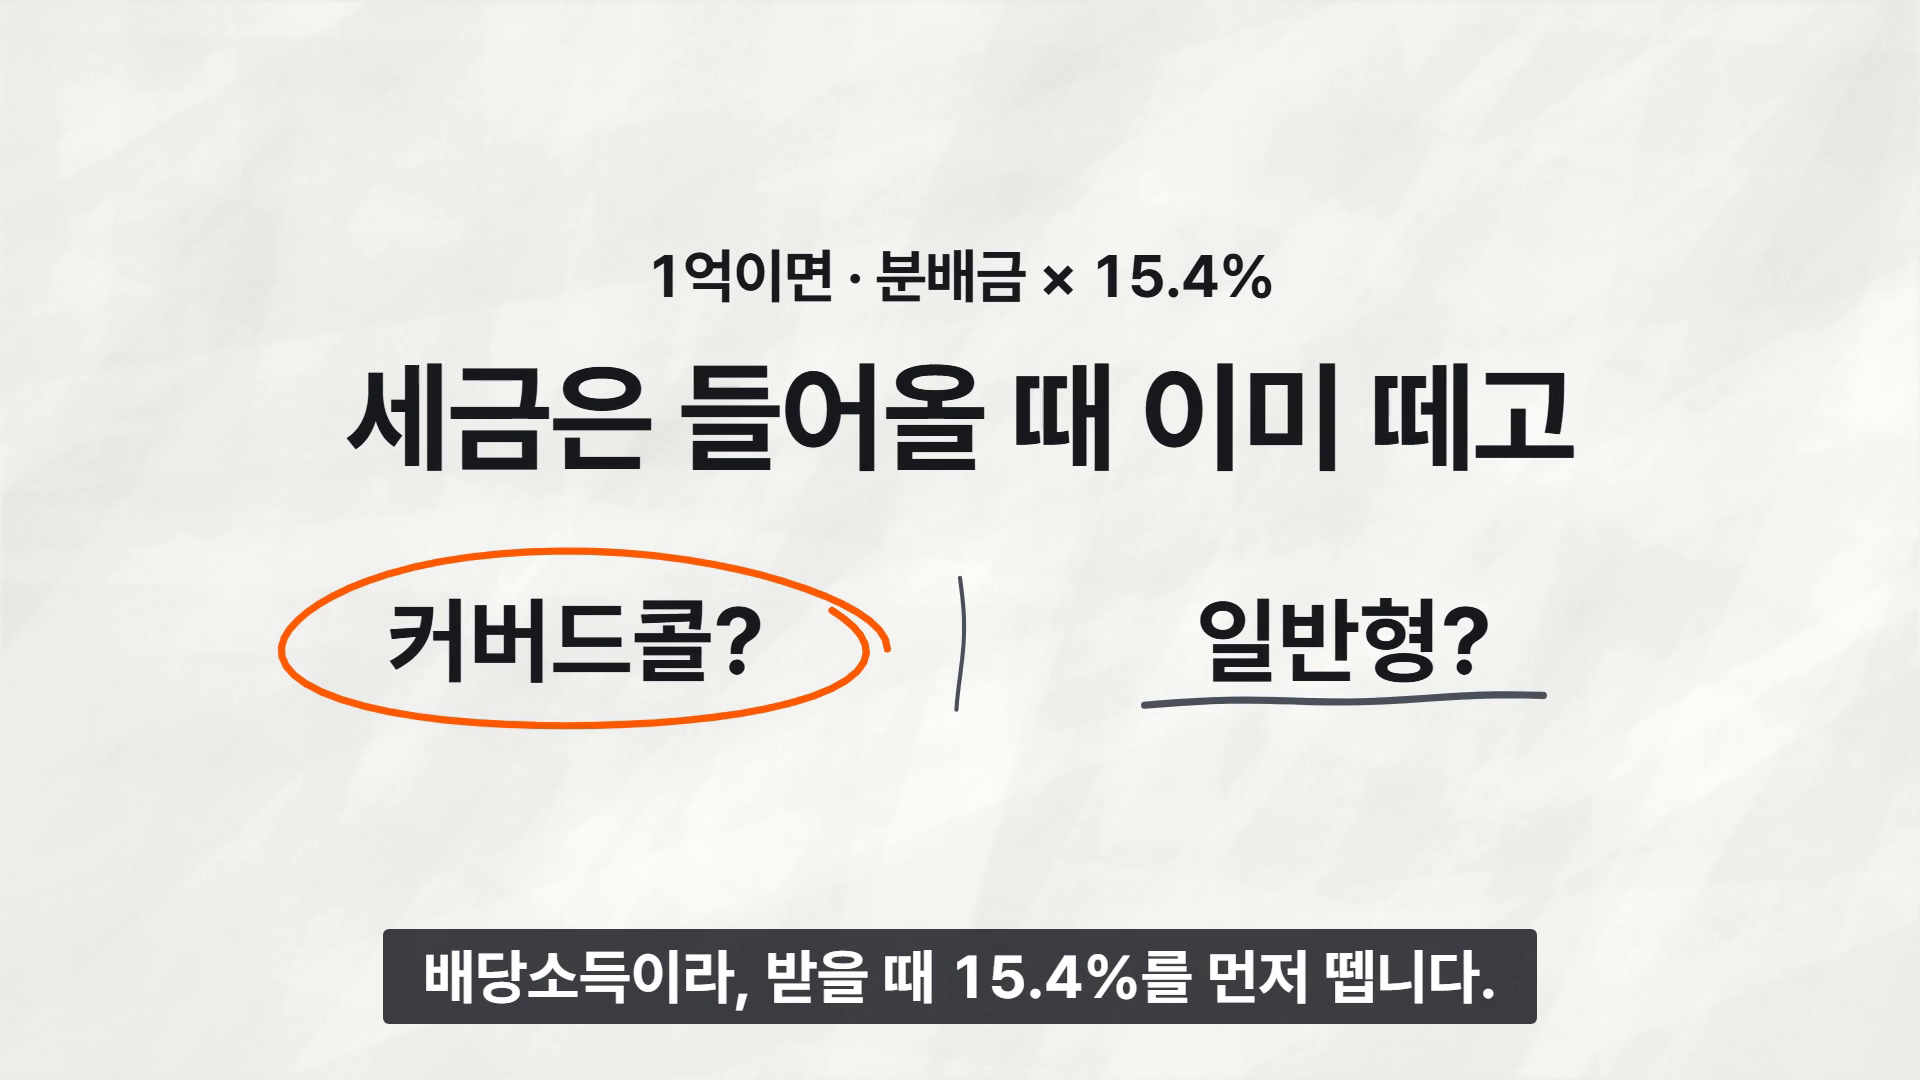 1억이면 · 분배금 × 15.4%
세금은 들어올 때 이미 떼고
커버드콜?
일반형?
배당소득이라, 받을 때 15.4%를 먼저 뗍니다.